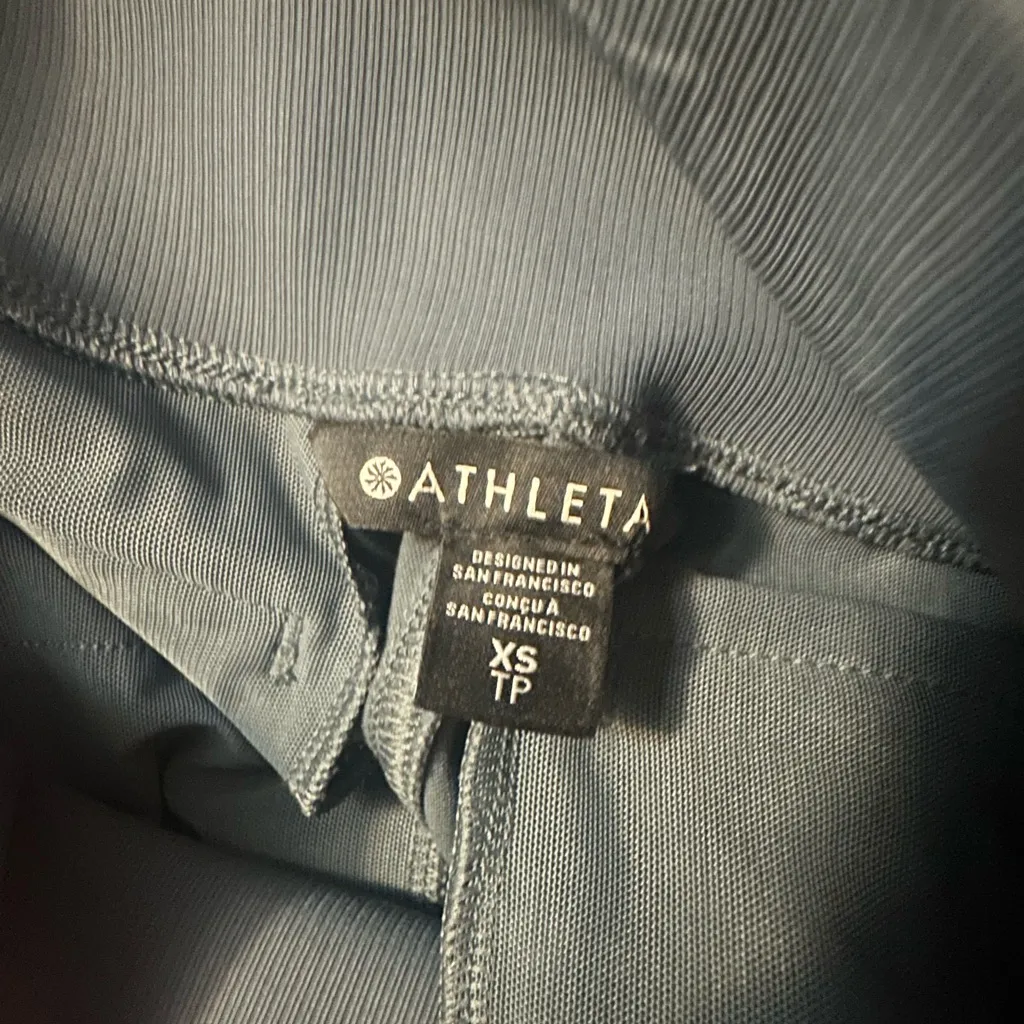 ATHLETA
DESIGNED IN
SAN FRANCISCO
CONÇU À
SAN FRANCISCO
XS
TP